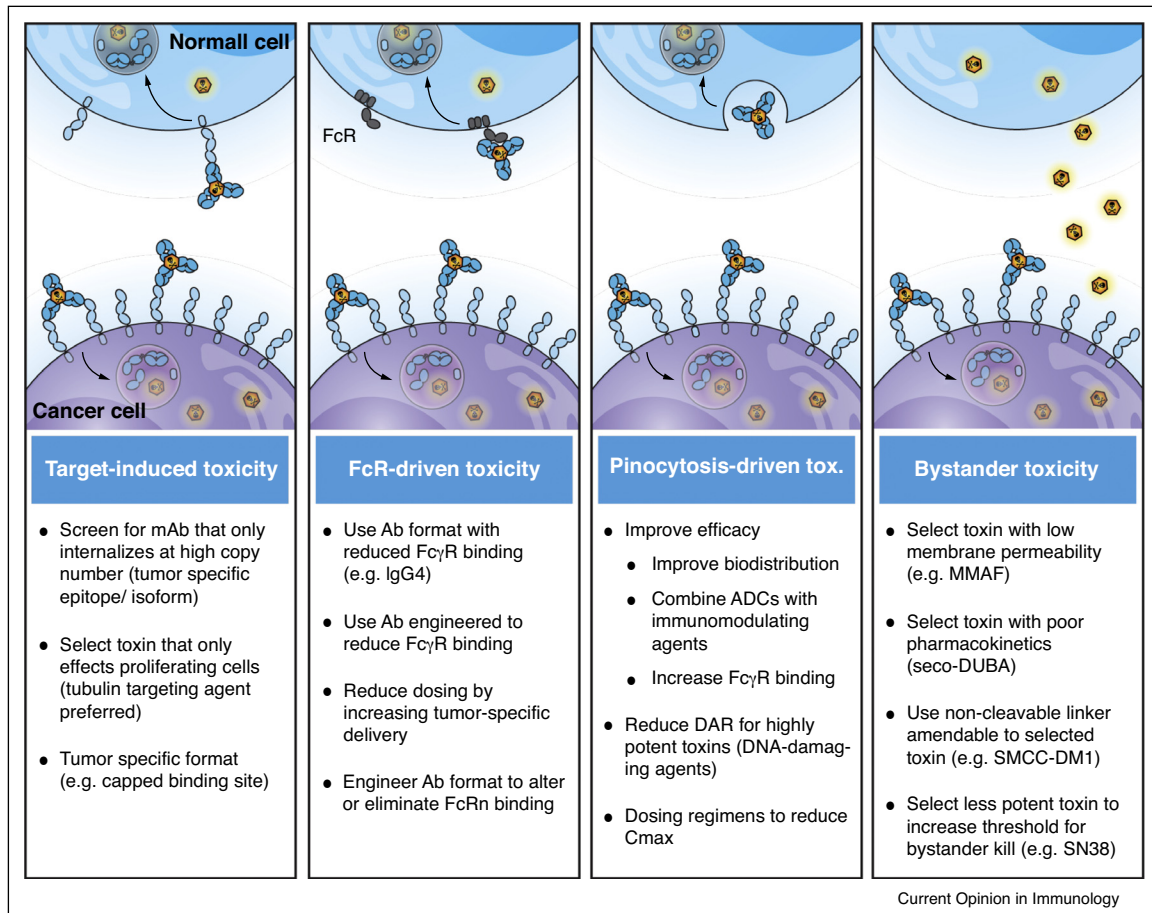 Normall cell
FcR
Cancer cell
Target-induced toxicity
● Screen for mAb that only
internalizes at high copy
number (tumor specific
epitope/ isoform)
● Select toxin that only
effects proliferating cells
(tubulin targeting agent
preferred)
● Tumor specific format
(e.g. capped binding site)
FcR-driven toxicity
● Use Ab format with
reduced FcγR binding
(e.g. IgG4)
● Use Ab engineered to
reduce FcγR binding
● Reduce dosing by
increasing tumor-specific
delivery
● Engineer Ab format to alter
or eliminate FcRn binding
Pinocytosis-driven tox.
● Improve efficacy
● Improve biodistribution
● Combine ADCs with
immunomodulating
agents
● Increase FcγR binding
● Reduce DAR for highly
potent toxins (DNA-damag-
ing agents)
● Dosing regimens to reduce
Cmax
Bystander toxicity
● Select toxin with low
membrane permeability
(e.g. MMAF)
● Select toxin with poor
pharmacokinetics
(seco-DUBA)
● Use non-cleavable linker
amendable to selected
toxin (e.g. SMCC-DM1)
● Select less potent toxin to
increase threshold for
bystander kill (e.g. SN38)
Current Opinion in Immunology